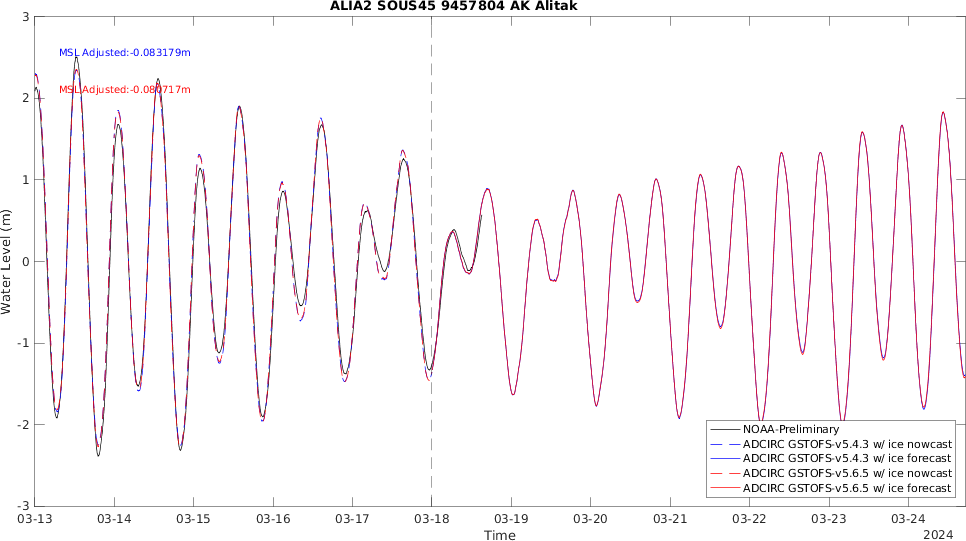 ALIA2 SOUS45 9457804 AK Alitak
3
2
1
0
-1
-2
-3
Water Level (m)
MSL Adjusted:-0.083179m
MSL Adjusted:-0.080717m
NOAA-Preliminary
ADCIRC GSTOFS-v5.4.3 w/ ice nowcast
ADCIRC GSTOFS-v5.4.3 w/ ice forecast
ADCIRC GSTOFS-v5.6.5 w/ ice nowcast
ADCIRC GSTOFS-v5.6.5 w/ ice forecast
03-13 03-14 03-15 03-16 03-17 03-18 03-19 03-20 03-21 03-22 03-23 03-24
Time
2024